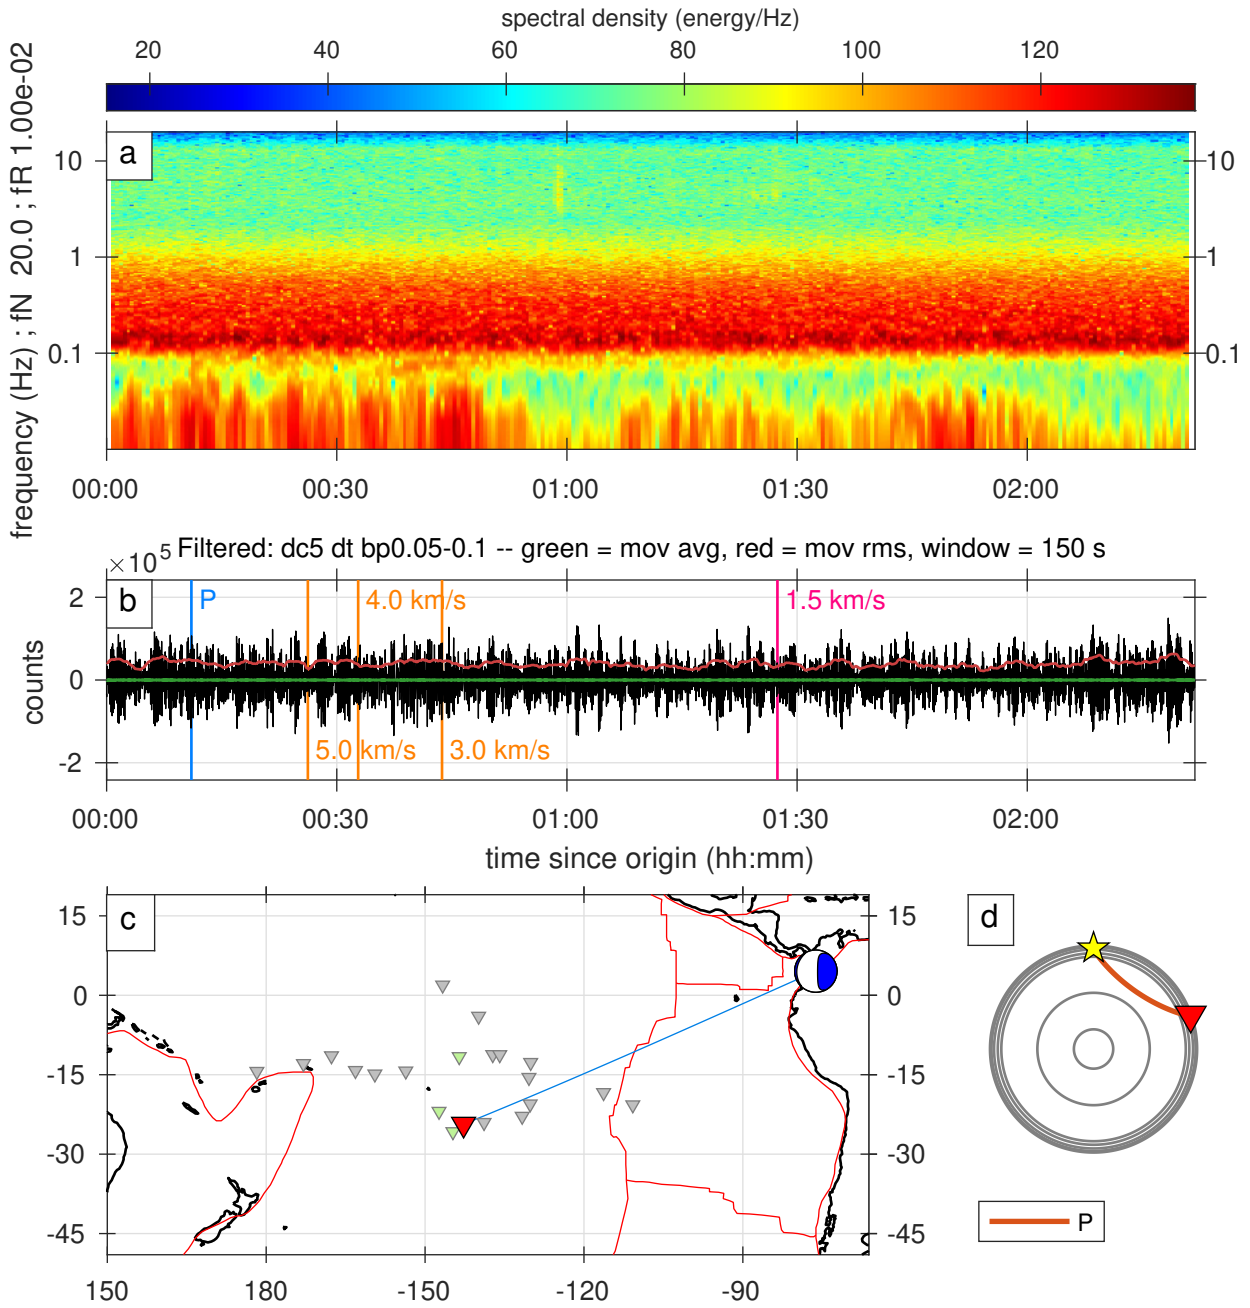 spectral density (energy/Hz)
20 40 60 80 100 120
frequency (Hz) ; fN 20.0 ; fR 1.00e-02
a
10 10
1 1
0.1 0.1
00:00 00:30 01:00 01:30 02:00
×10^5 Filtered: dc5 dt bp0.05-0.1 -- green = mov avg, red = mov rms, window = 150 s
b
counts
2
0
-2
P 4.0 km/s 1.5 km/s
5.0 km/s 3.0 km/s
00:00 00:30 01:00 01:30 02:00
time since origin (hh:mm)
c
d
15 15
0 0
-15 -15
-30 -30
-45 -45
150 180 -150 -120 -90
P